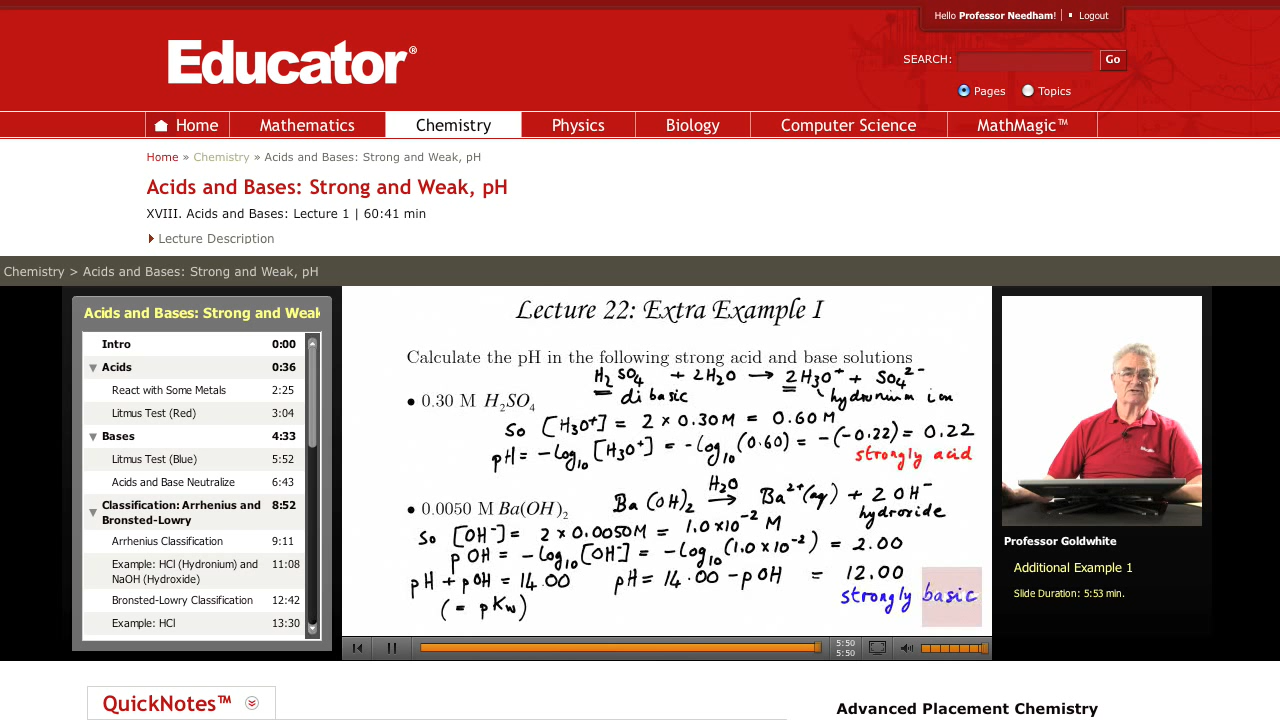 Hello Professor Needham! Logout
Educator®
SEARCH: Go
Pages Topics
Home Mathematics Chemistry Physics Biology Computer Science MathMagic™
Home » Chemistry » Acids and Bases: Strong and Weak, pH
Acids and Bases: Strong and Weak, pH
XVIII. Acids and Bases: Lecture 1 | 60:41 min
Lecture Description
Chemistry > Acids and Bases: Strong and Weak, pH
Acids and Bases: Strong and Weak
Intro 0:00
Acids 0:36
React with Some Metals 2:25
Litmus Test (Red) 3:04
Bases 4:33
Litmus Test (Blue) 5:52
Acids and Base Neutralize 6:43
Classification: Arrhenius and 8:52
Bronsted-Lowry
Arrhenius Classification 9:11
Example: HCl (Hydronium) and 11:08
NaOH (Hydroxide)
Bronsted-Lowry Classification 12:42
Example: HCl 13:30
Lecture 22: Extra Example I
Calculate the pH in the following strong acid and base solutions
H₂SO₄ + 2H₂O → 2H₃O⁺ + SO₄²⁻
• 0.30 M H₂SO₄ dibasic hydronium ion
So [H₃O⁺] = 2 × 0.30M = 0.60M
pH = -log₁₀[H₃O⁺] = -log₁₀(0.60) = -(-0.22) = 0.22
strongly acid
• 0.0050 M Ba(OH)₂ Ba(OH)₂ H₂O → Ba²⁺(aq) + 2OH⁻
hydroxide
So [OH⁻] = 2 × 0.0050M = 1.0×10⁻² M
pOH = -log₁₀[OH⁻] = -log₁₀(1.0×10⁻²) = 2.00
pH + pOH = 14.00 pH = 14.00 - pOH = 12.00
(= pKw) strongly basic
5:50
5:50
Professor Goldwhite
Additional Example 1
Slide Duration: 5:53 min.
QuickNotes™
Advanced Placement Chemistry